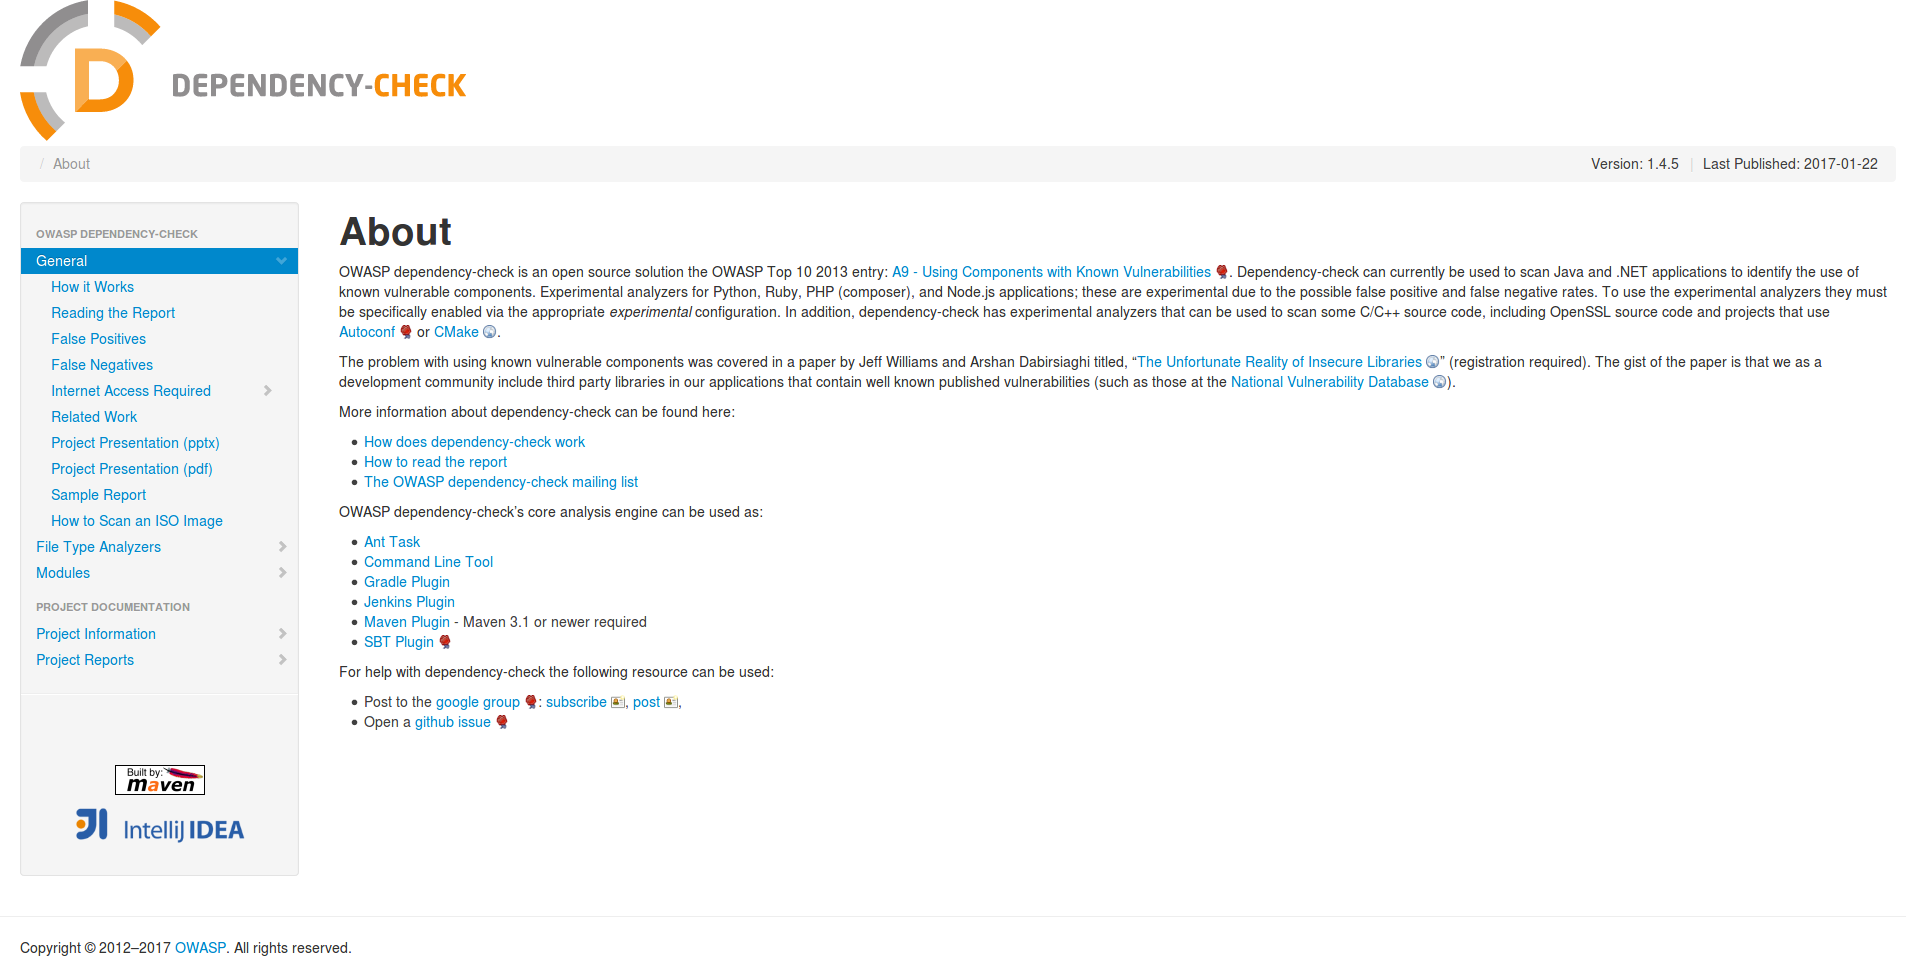 D
DEPENDENCY-CHECK
/ About
Version: 1.4.5 | Last Published: 2017-01-22
OWASP DEPENDENCY-CHECK
General
How it Works
Reading the Report
False Positives
False Negatives
Internet Access Required
Related Work
Project Presentation (pptx)
Project Presentation (pdf)
Sample Report
How to Scan an ISO Image
File Type Analyzers
Modules
PROJECT DOCUMENTATION
Project Information
Project Reports
Built by:
maven
JI IntelliJ IDEA
About
OWASP dependency-check is an open source solution the OWASP Top 10 2013 entry: A9 - Using Components with Known Vulnerabilities . Dependency-check can currently be used to scan Java and .NET applications to identify the use of
known vulnerable components. Experimental analyzers for Python, Ruby, PHP (composer), and Node.js applications; these are experimental due to the possible false positive and false negative rates. To use the experimental analyzers they must
be specifically enabled via the appropriate experimental configuration. In addition, dependency-check has experimental analyzers that can be used to scan some C/C++ source code, including OpenSSL source code and projects that use
Autoconf or CMake .
The problem with using known vulnerable components was covered in a paper by Jeff Williams and Arshan Dabirsiaghi titled, “The Unfortunate Reality of Insecure Libraries ” (registration required). The gist of the paper is that we as a
development community include third party libraries in our applications that contain well known published vulnerabilities (such as those at the National Vulnerability Database ).
More information about dependency-check can be found here:
• How does dependency-check work
• How to read the report
• The OWASP dependency-check mailing list
OWASP dependency-check’s core analysis engine can be used as:
• Ant Task
• Command Line Tool
• Gradle Plugin
• Jenkins Plugin
• Maven Plugin - Maven 3.1 or newer required
• SBT Plugin
For help with dependency-check the following resource can be used:
• Post to the google group : subscribe , post ,
• Open a github issue
Copyright © 2012–2017 OWASP. All rights reserved.